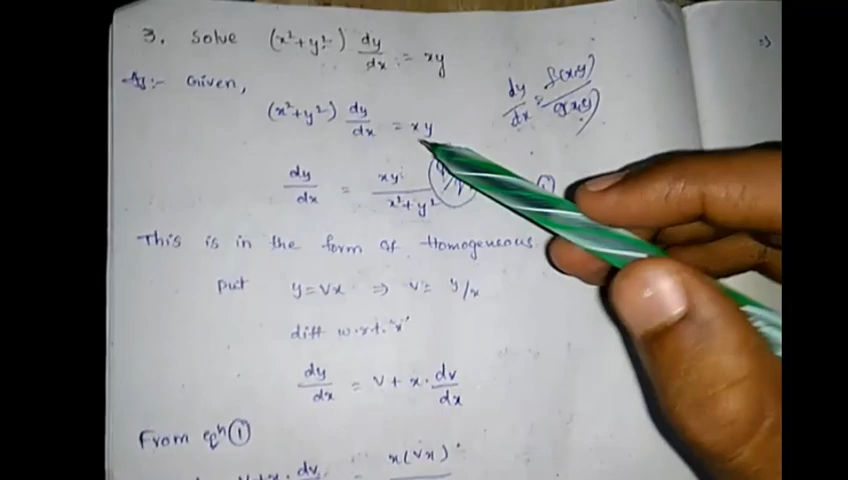 3. Solve (x²+y²) dy/dx = xy
Given,
(x²+y²) dy/dx = xy
dy/dx = f(x,y)/g(x,y)
dy/dx = xy/x²+y²
This is in the form of Homogeneous
put y=vx ⇒ v= y/x
diff w.r.t. 'x'
dy/dx = v + x. dv/dx
From eqn ①
x(vx)
⇒